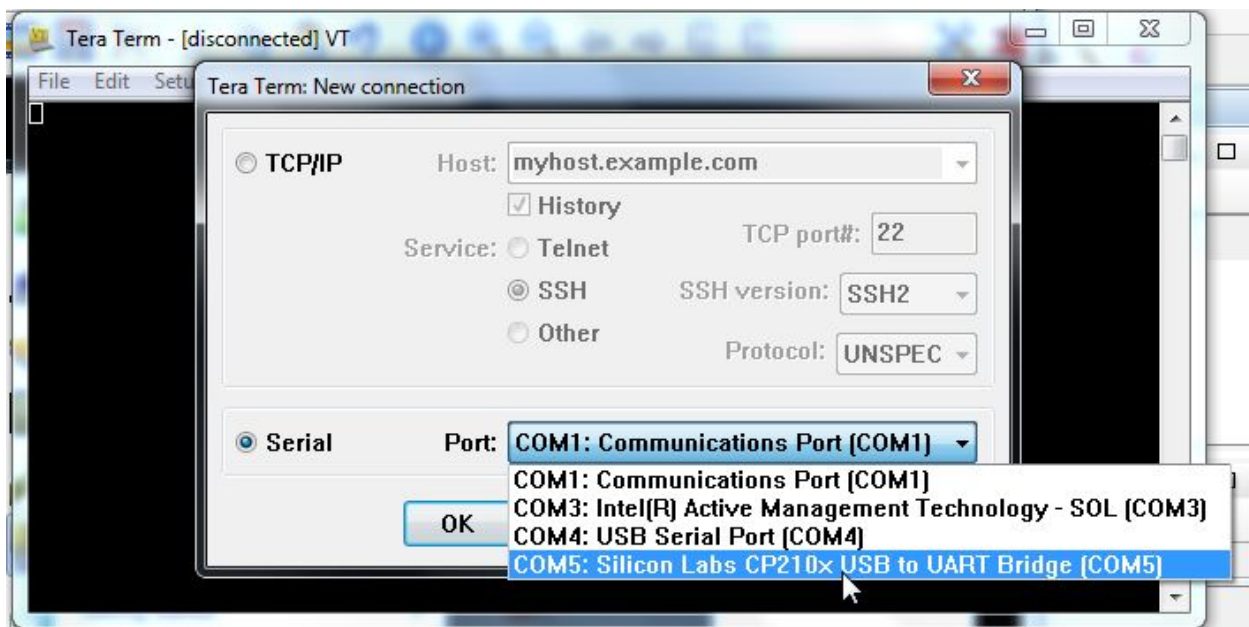 Tera Term - [disconnected] VT
File Edit Setu
Tera Term: New connection
TCP/IP Host: myhost.example.com
History
Service: Telnet TCP port#: 22
SSH SSH version: SSH2
Other Protocol: UNSPEC
Serial Port: COM1: Communications Port (COM1)
COM1: Communications Port (COM1)
COM3: Intel(R) Active Management Technology - SOL (COM3)
OK
COM4: USB Serial Port (COM4)
COM5: Silicon Labs CP210x USB to UART Bridge (COM5)